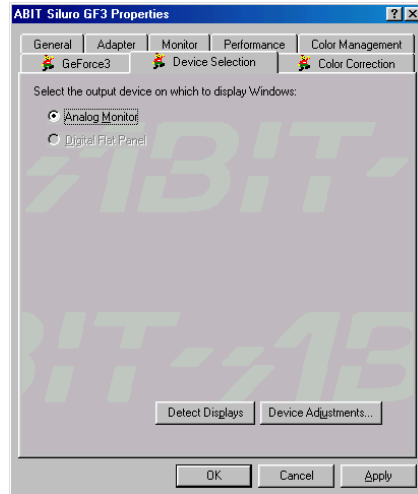 ABIT Siluro GF3 Properties
General Adapter Monitor Performance Color Management
GeForce3 Device Selection Color Correction
Select the output device on which to display Windows:
Analog Monitor
Digital Flat Panel
ABIT
ABIT
Detect Displays Device Adjustments...
OK Cancel Apply